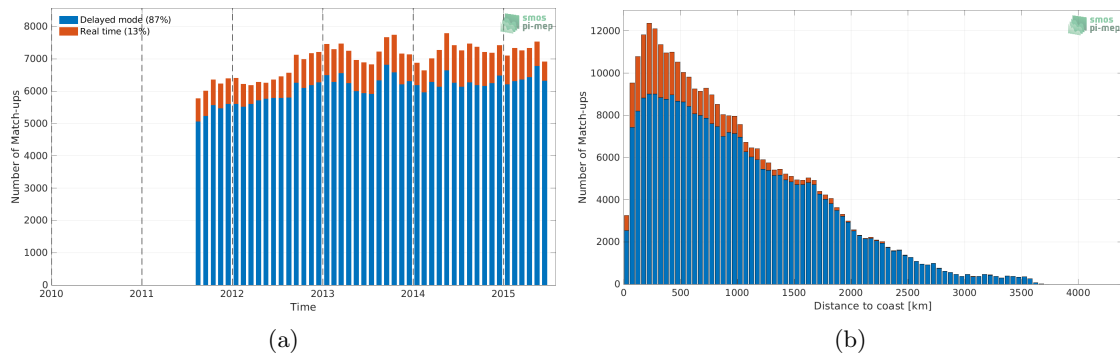 Delayed mode (87%)
Real time (13%)
smos
pi-mep
Number of Match-ups
8000
7000
6000
5000
4000
3000
2000
1000
0
2010 2011 2012 2013 2014 2015
Time
(a)
smos
pi-mep
Number of Match-ups
12000
10000
8000
6000
4000
2000
0
0 500 1000 1500 2000 2500 3000 3500 4000
Distance to coast [km]
(b)